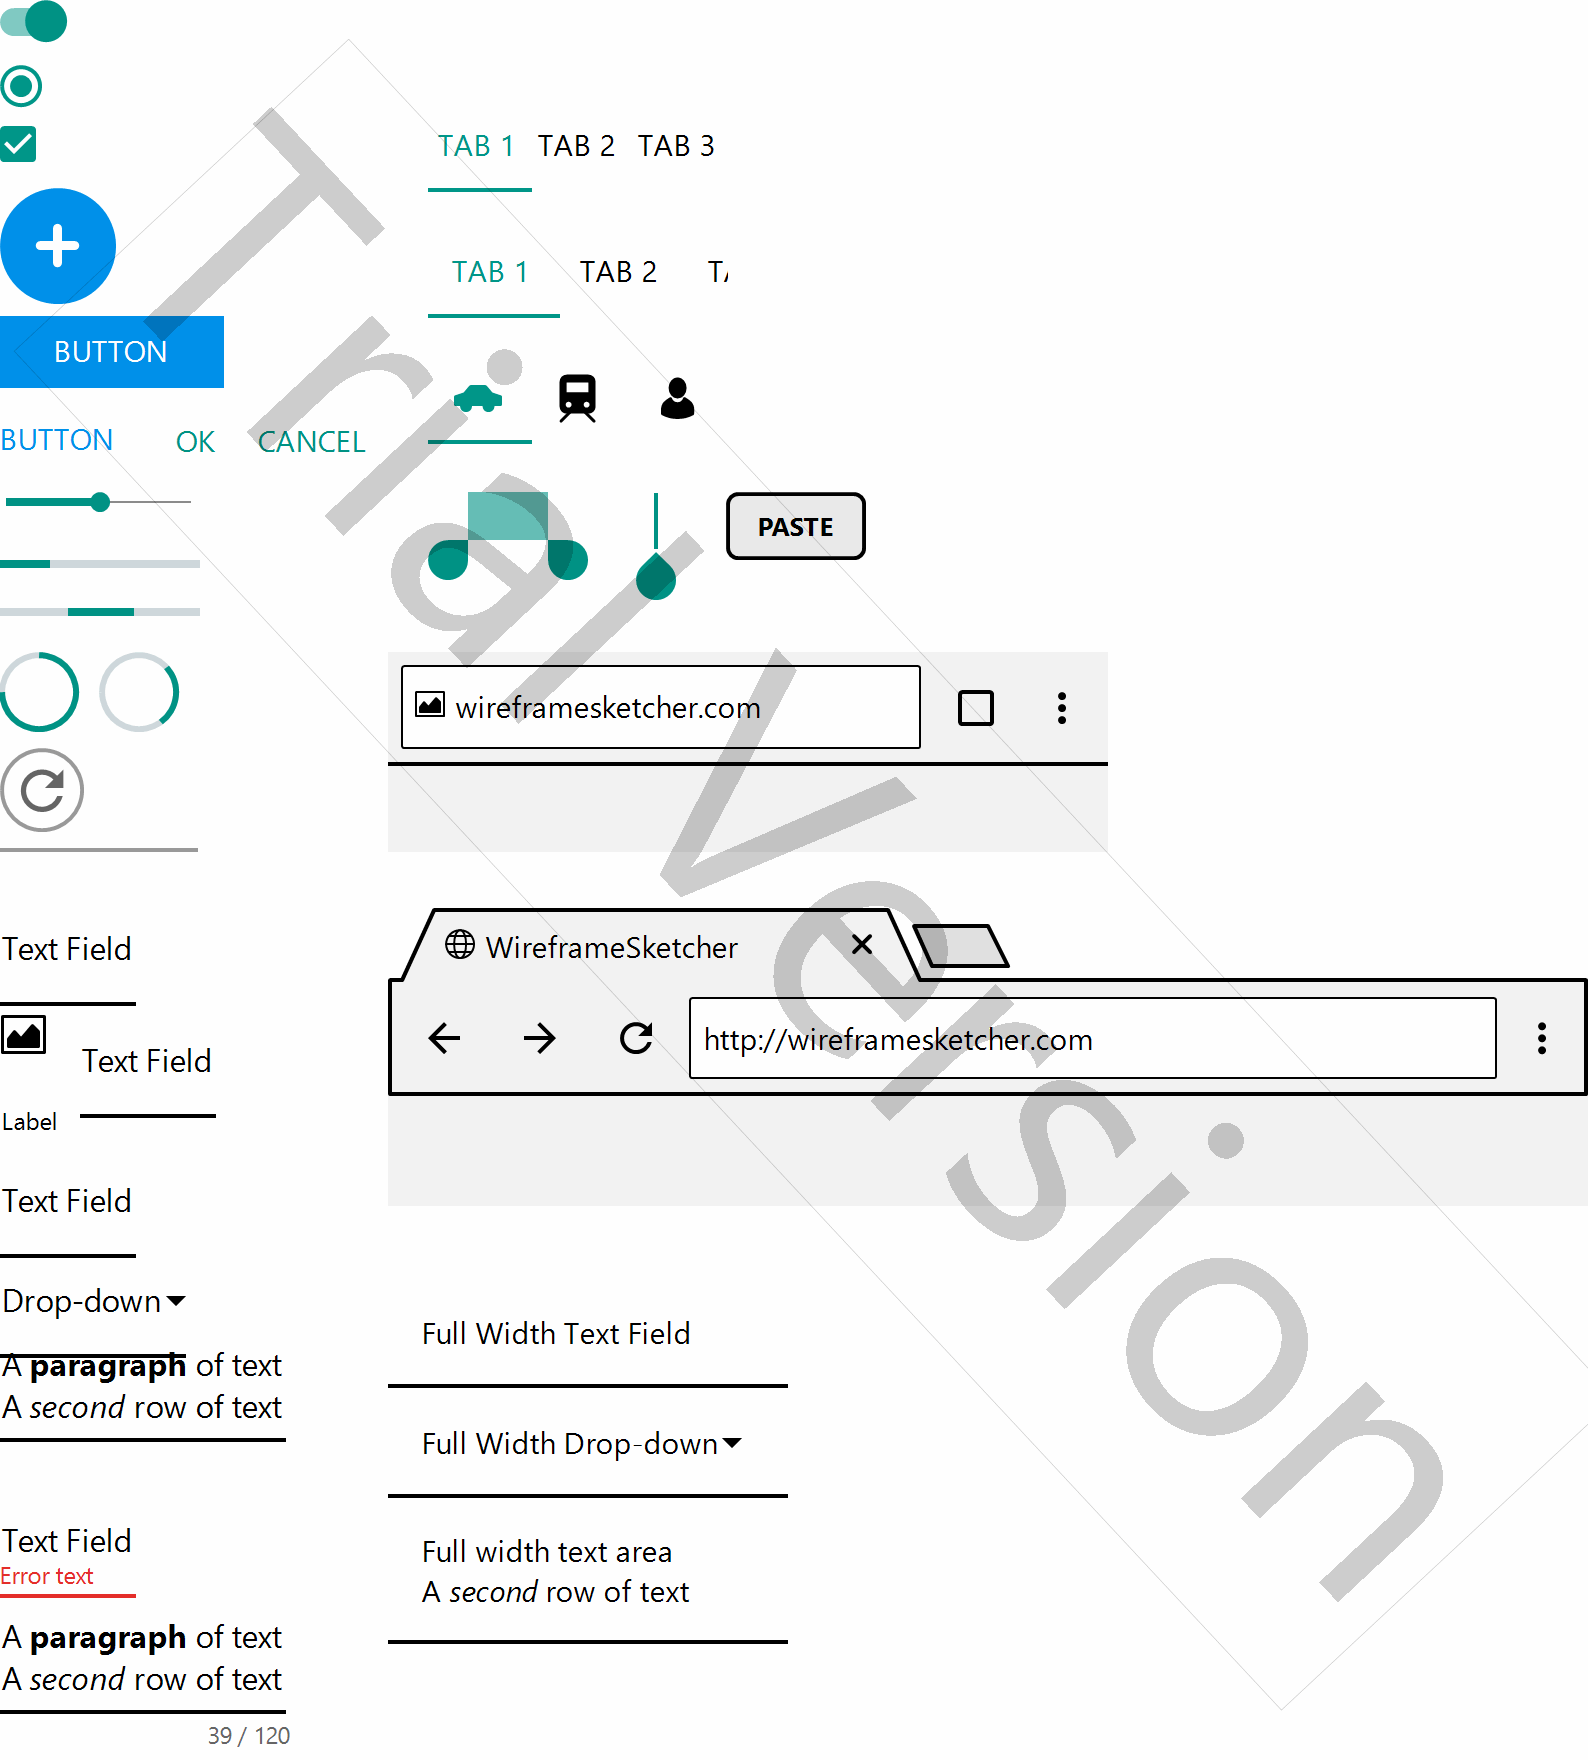 TAB 1 TAB 2 TAB 3
TAB 1 TAB 2 TA
BUTTON
BUTTON OK CANCEL
PASTE
wireframesketcher.com
WireframeSketcher
http://wireframesketcher.com
Text Field
Text Field
Label
Text Field
Drop-down
A paragraph of text
A second row of text
Text Field
Error text
A paragraph of text
A second row of text
39 / 120
Full Width Text Field
Full Width Drop-down
Full width text area
A second row of text
Trial Version